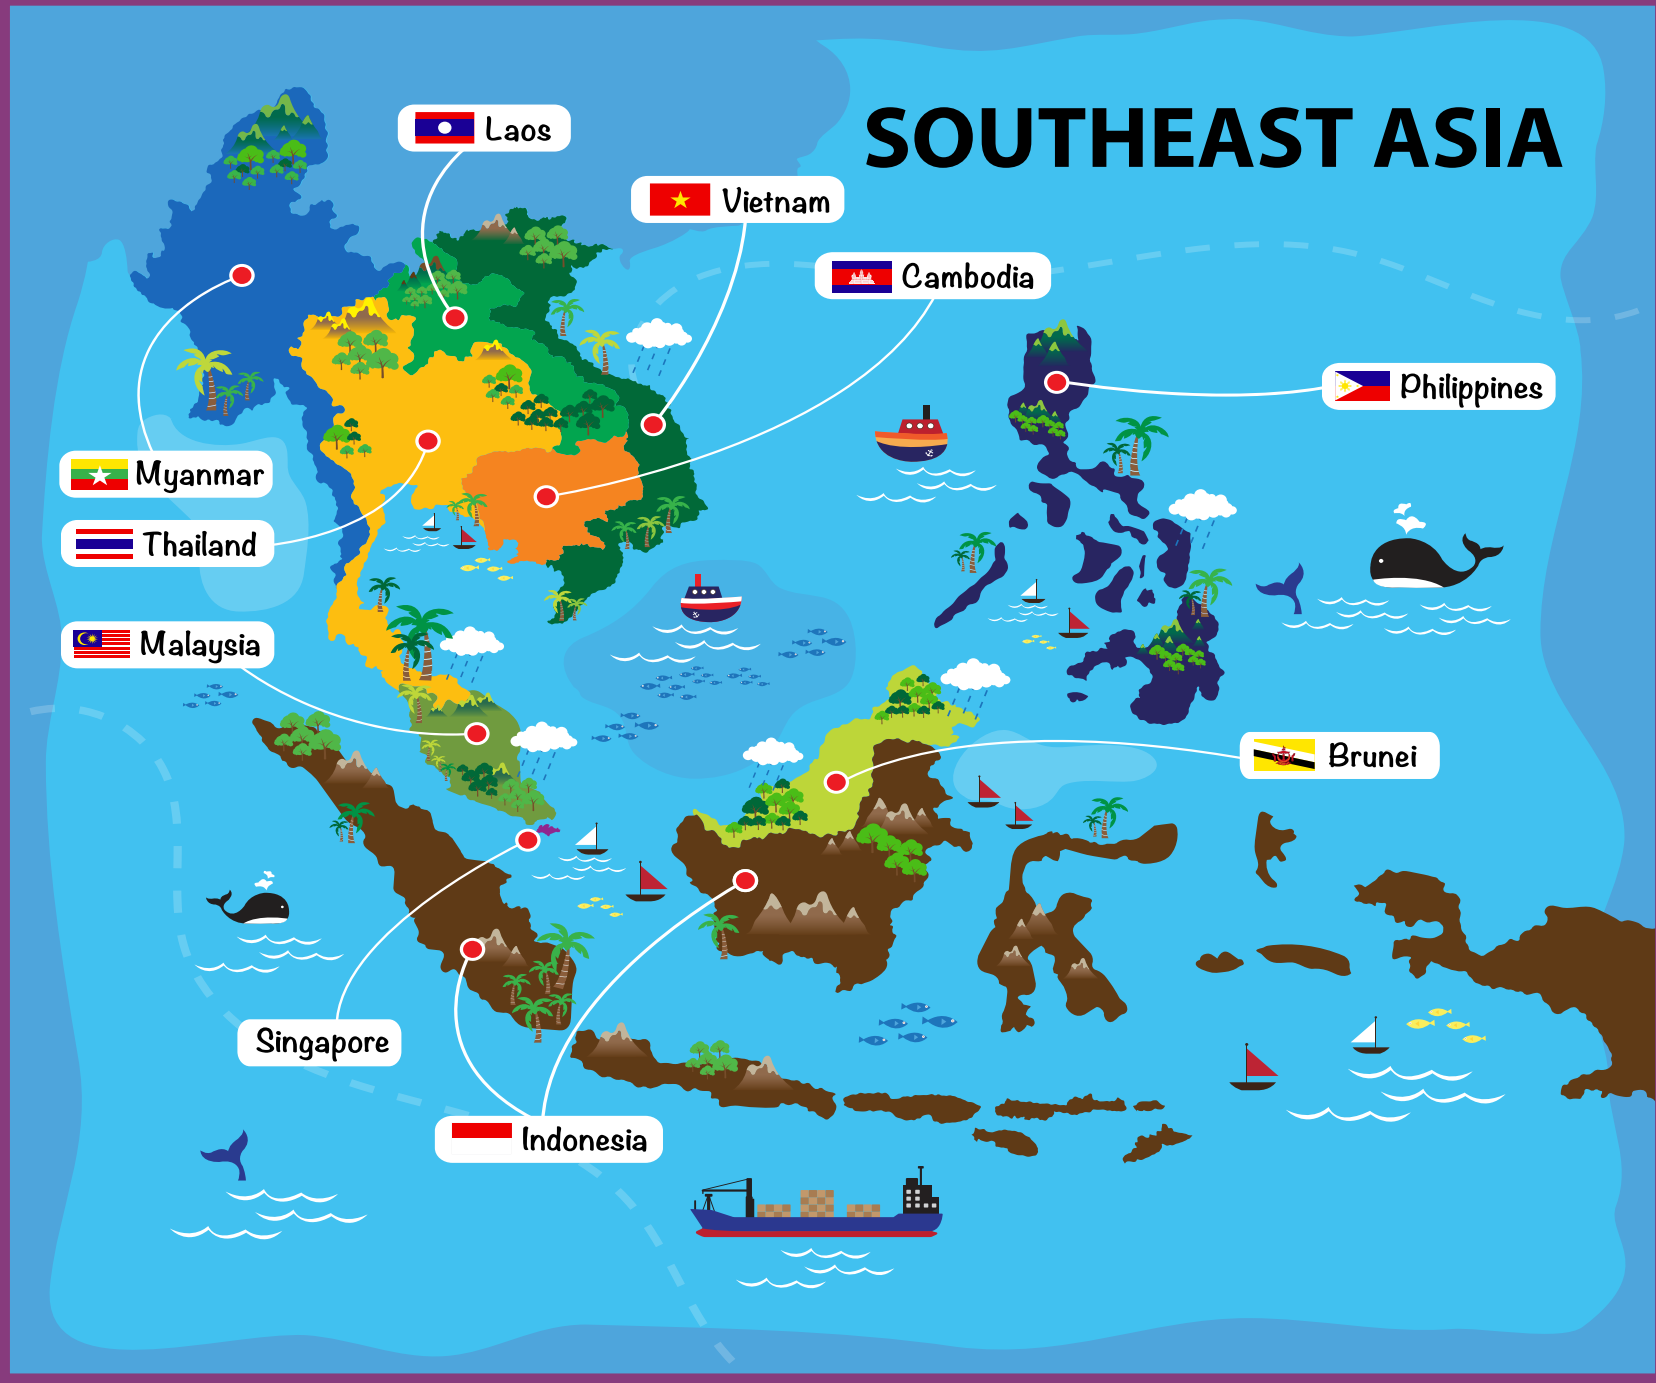 SOUTHEAST ASIA
Laos
Vietnam
Cambodia
Philippines
Myanmar
Thailand
Malaysia
Brunei
Singapore
Indonesia